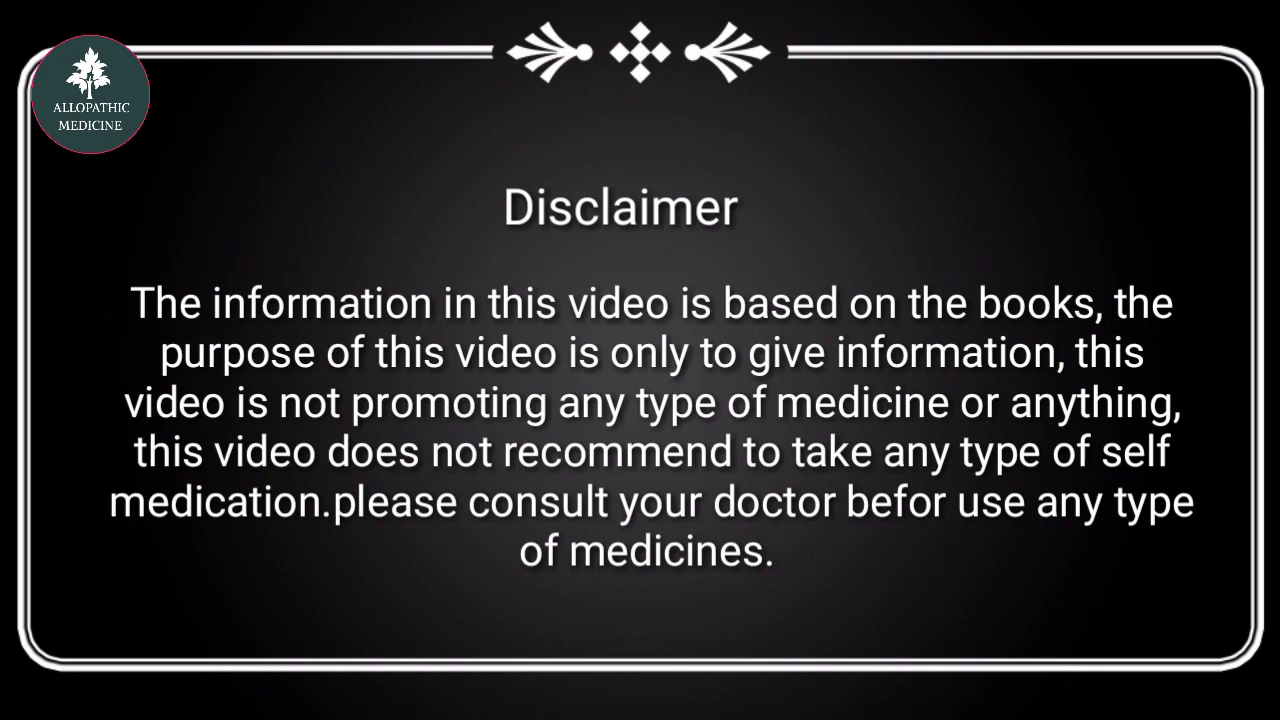 ALLOPATHIC
MEDICINE
Disclaimer
The information in this video is based on the books, the
purpose of this video is only to give information, this
video is not promoting any type of medicine or anything,
this video does not recommend to take any type of self
medication.please consult your doctor befor use any type
of medicines.